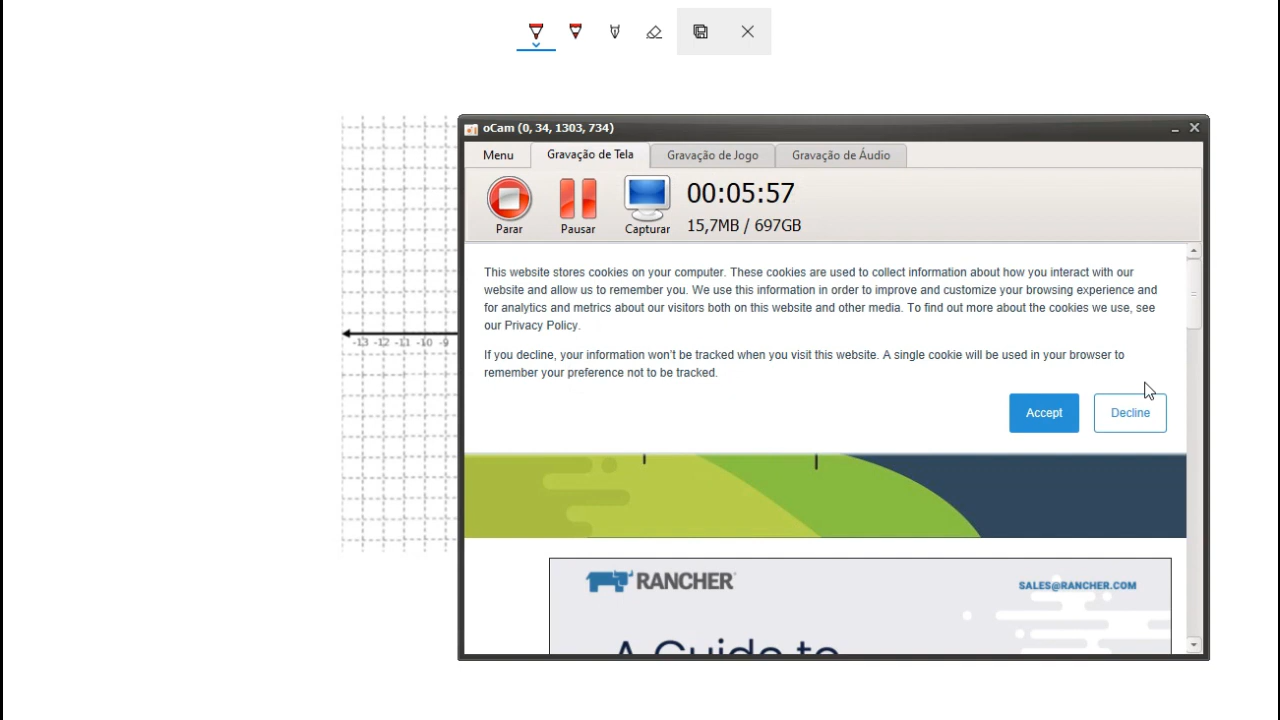 oCam (0, 34, 1303, 734)
Menu
Gravação de Tela
Gravação de Jogo
Gravação de Áudio
Parar
Pausar
Capturar
00:05:57
15,7MB / 697GB
-13 -12 -11 -10 -9
This website stores cookies on your computer. These cookies are used to collect information about how you interact with our
website and allow us to remember you. We use this information in order to improve and customize your browsing experience and
for analytics and metrics about our visitors both on this website and other media. To find out more about the cookies we use, see
our Privacy Policy.
If you decline, your information won't be tracked when you visit this website. A single cookie will be used in your browser to
remember your preference not to be tracked.
Accept
Decline
RANCHER
SALES@RANCHER.COM
A Guide to